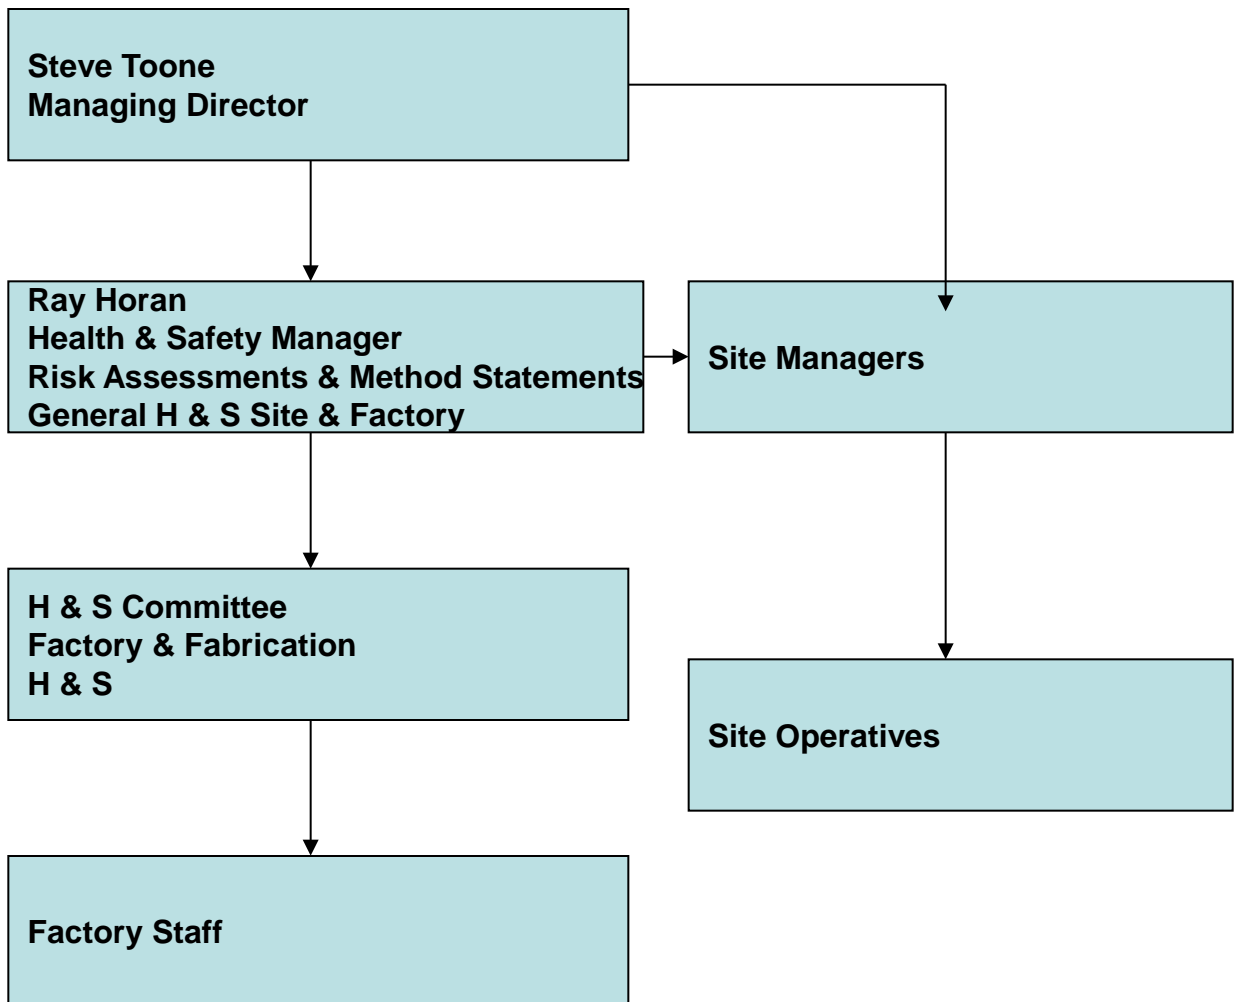 Steve Toone
Managing Director
Ray Horan
Health & Safety Manager
Risk Assessments & Method Statements
General H & S Site & Factory
Site Managers
H & S Committee
Factory & Fabrication
H & S
Site Operatives
Factory Staff